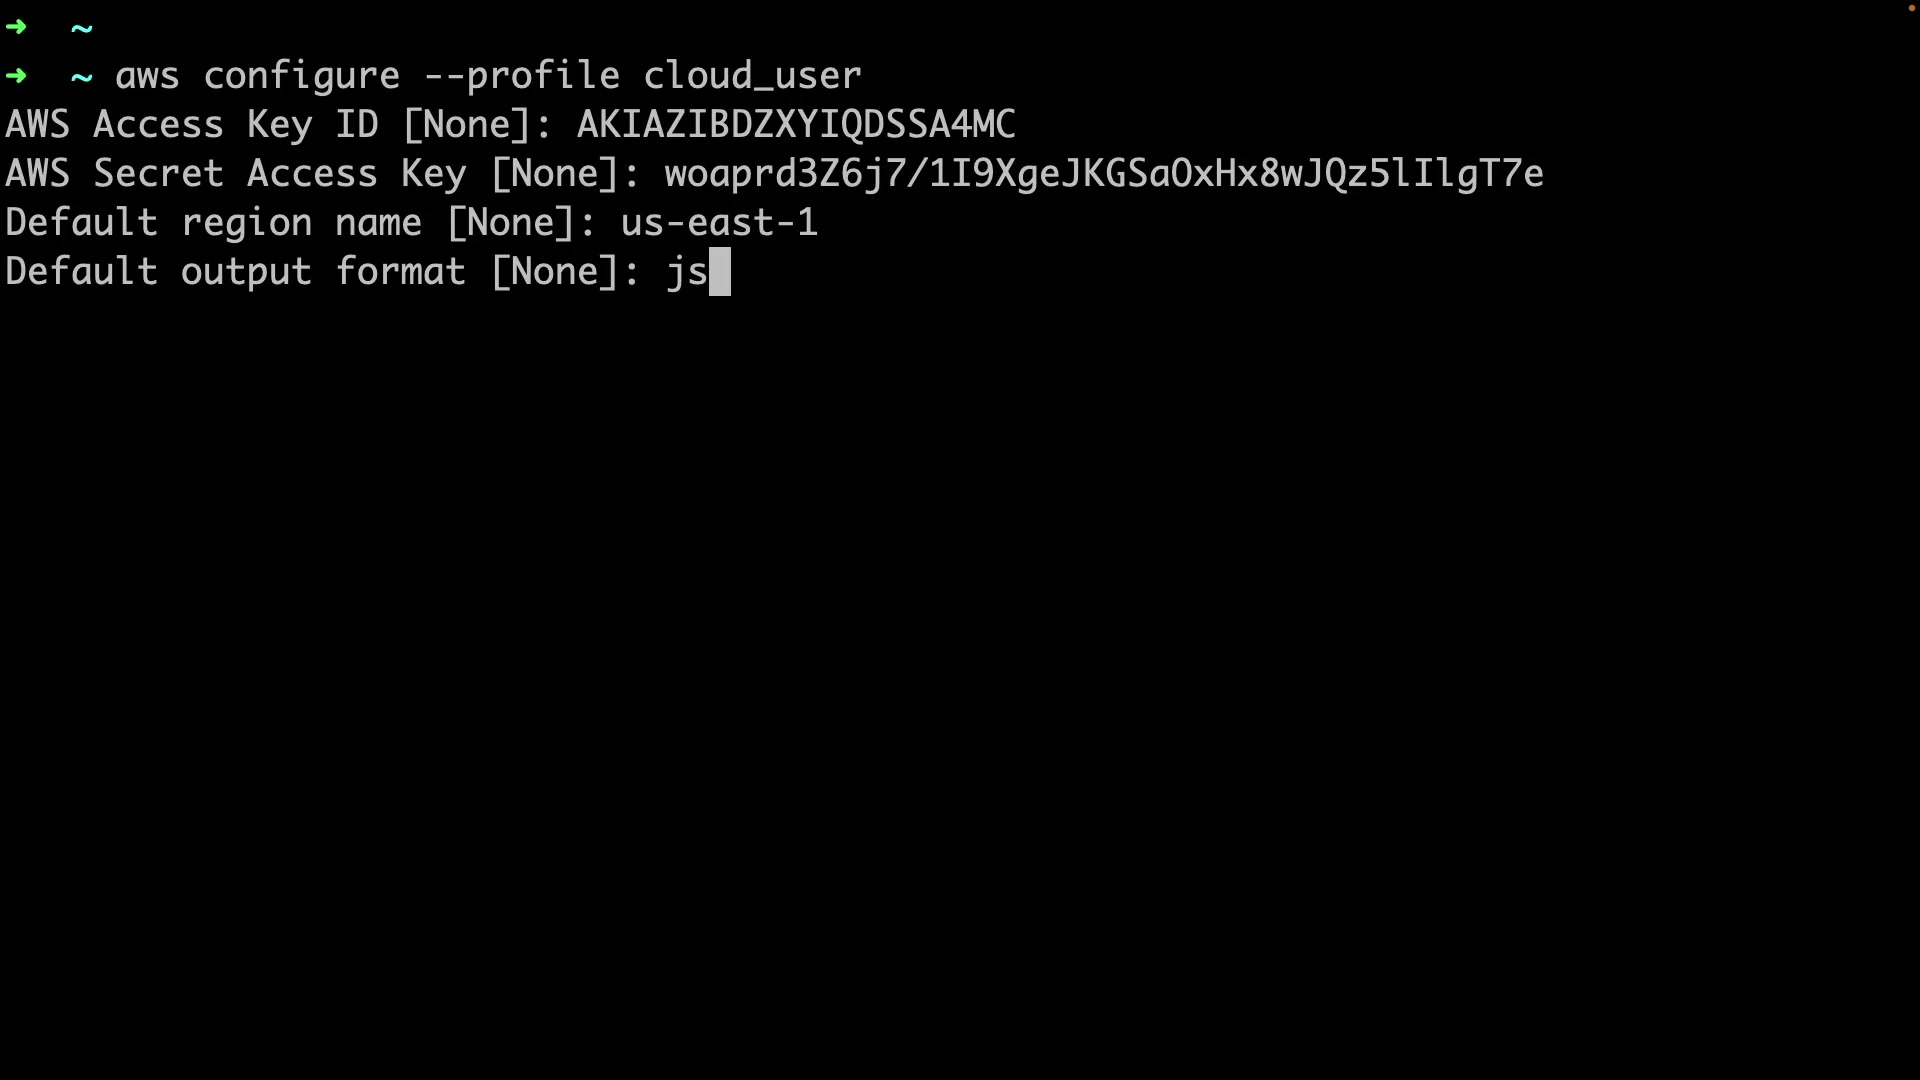 ➜ ~
➜ ~ aws configure --profile cloud_user
AWS Access Key ID [None]: AKIAZIBDZXYIQDSSA4MC
AWS Secret Access Key [None]: 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
Default region name [None]: us-east-1
Default output format [None]: js